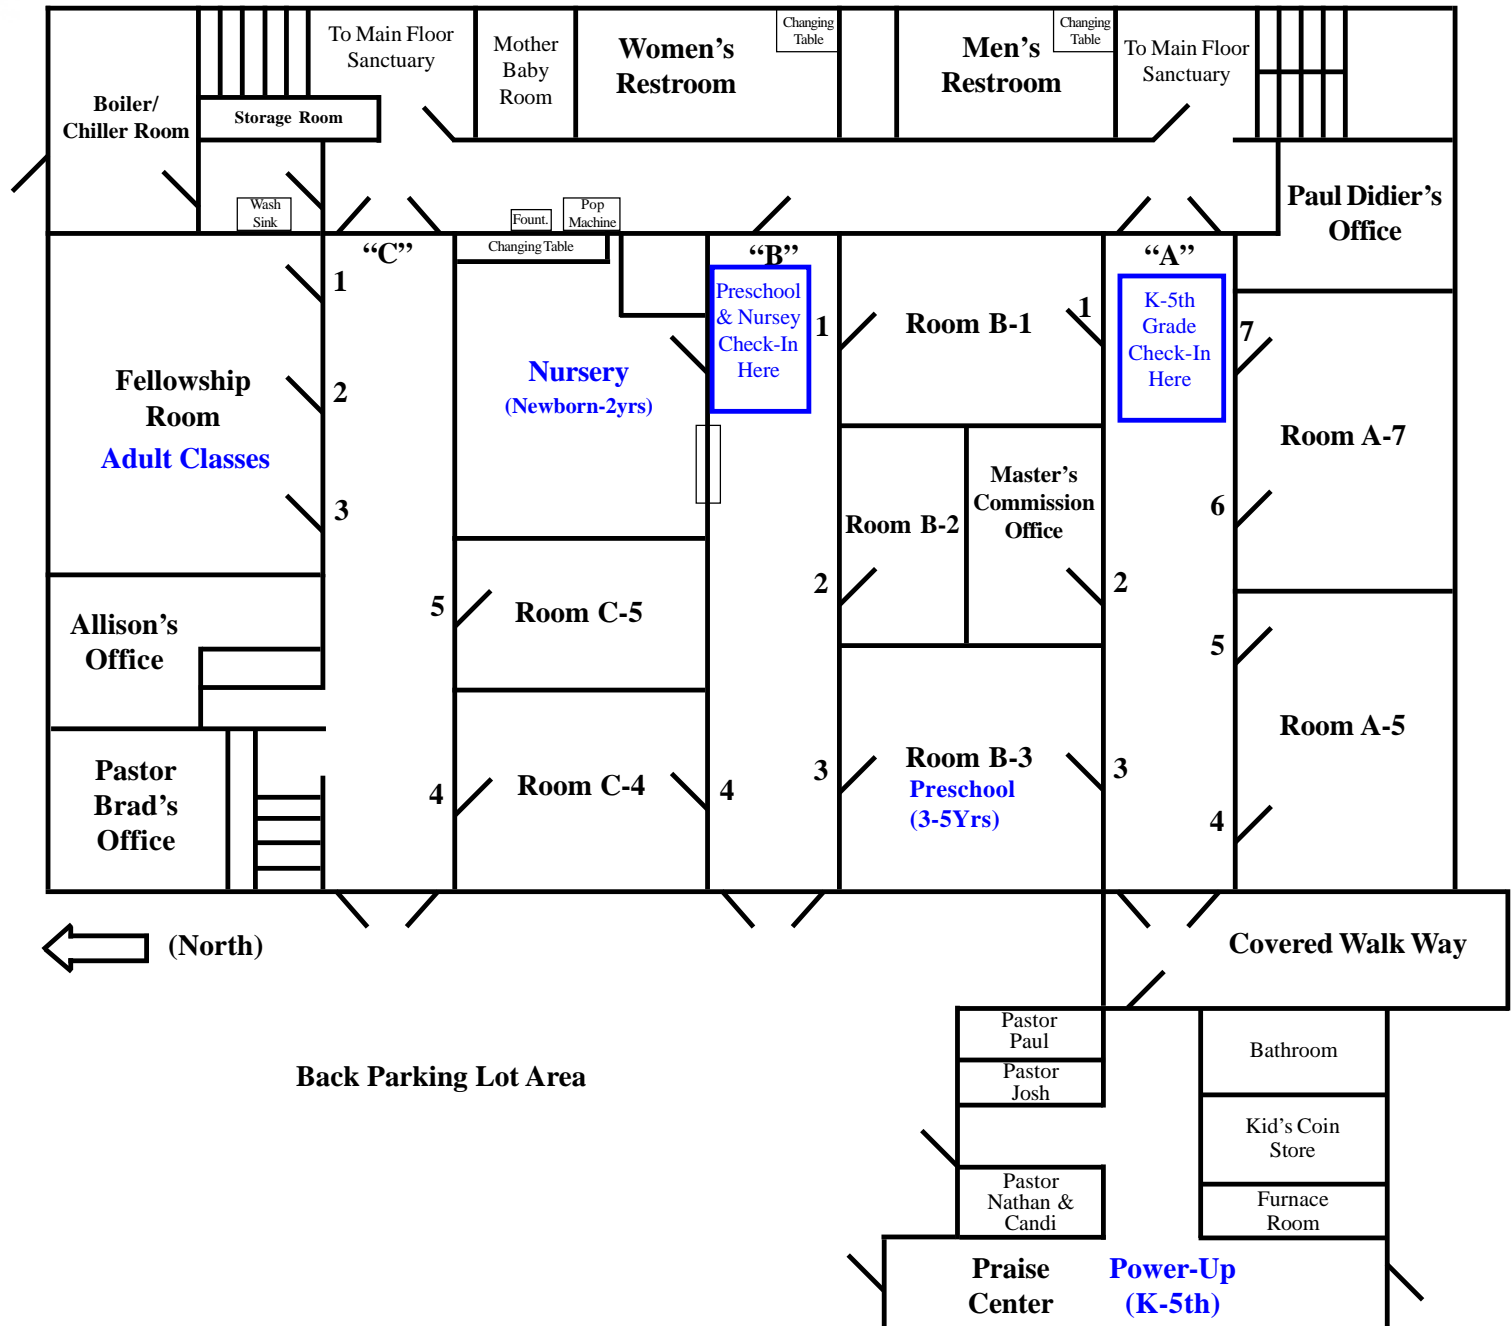 To Main Floor
Sanctuary
Mother
Baby
Room
Women's
Restroom
Changing
Table
Men's
Restroom
Changing
Table
To Main Floor
Sanctuary
Boiler/
Chiller Room
Storage Room
Wash
Sink
Fount.
Pop
Machine
Paul Didier's
Office
“C”
Changing Table
“B”
“A”
Preschool
& Nursey
Check-In
Here
K-5th
Grade
Check-In
Here
1
1
Room B-1
1
7
Fellowship
Room
Adult Classes
2
3
Nursery
(Newborn-2yrs)
Room A-7
6
Room B-2
Master's
Commission
Office
2
2
Allison's
Office
5
Room C-5
5
Room A-5
Pastor
Brad's
Office
4
Room C-4
4
3
Room B-3
Preschool
(3-5Yrs)
3
4
(North)
Covered Walk Way
Back Parking Lot Area
Pastor
Paul
Pastor
Josh
Bathroom
Kid's Coin
Store
Pastor
Nathan &
Candi
Furnace
Room
Praise
Center
Power-Up
(K-5th)